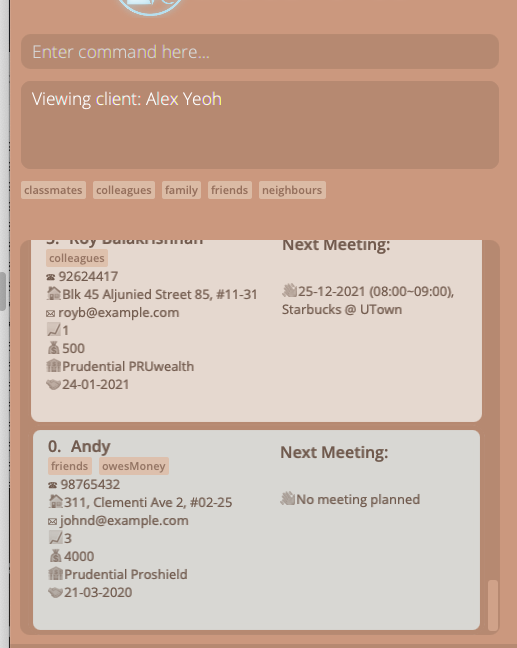 Enter command here...
Viewing client: Alex Yeoh
classmates colleagues family friends neighbours
5. Roy Balakrishnan
Next Meeting:
colleagues
92624417
Blk 45 Aljunied Street 85, #11-31
royb@example.com
1
500
Prudential PRUwealth
24-01-2021
25-12-2021 (08:00~09:00),
Starbucks @ UTown
0. Andy
Next Meeting:
friends owesMoney
98765432
311, Clementi Ave 2, #02-25
johnd@example.com
3
4000
Prudential Proshield
21-03-2020
No meeting planned